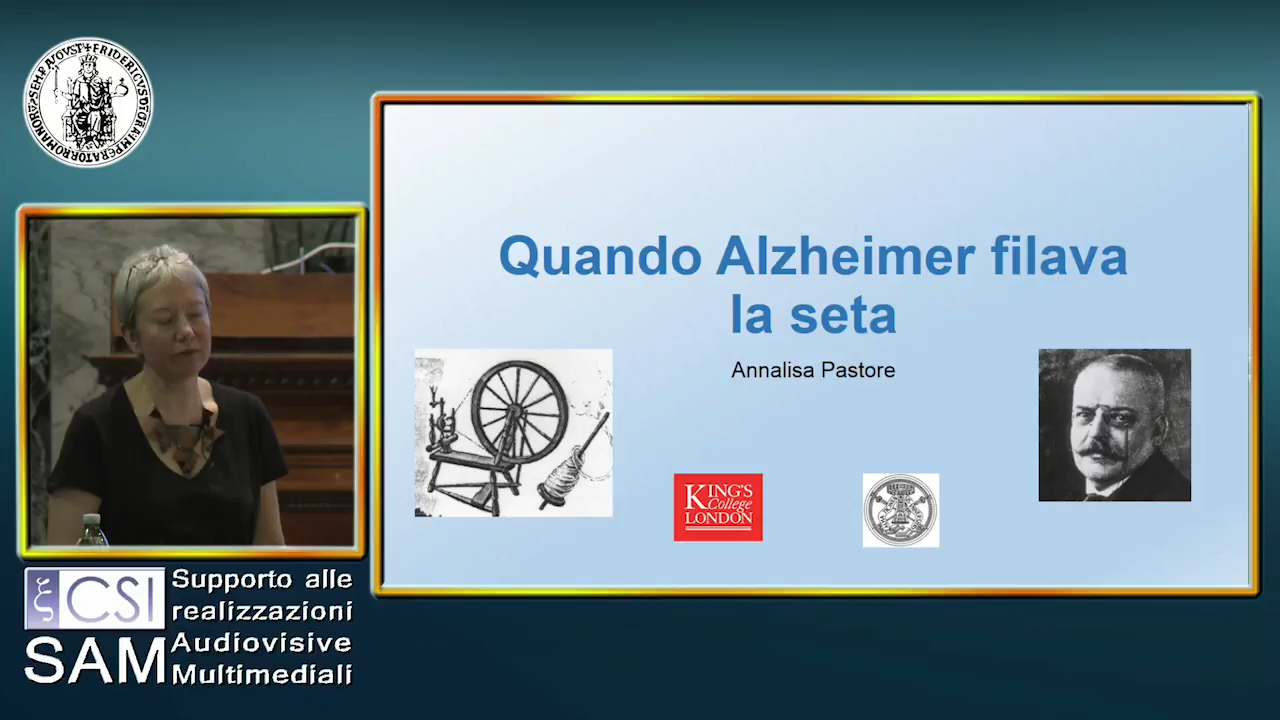 Quando Alzheimer filava
la seta
Annalisa Pastore
KING'S
College
LONDON
CSI
SAM
Supporto alle
realizzazioni
Audiovisive
Multimediali